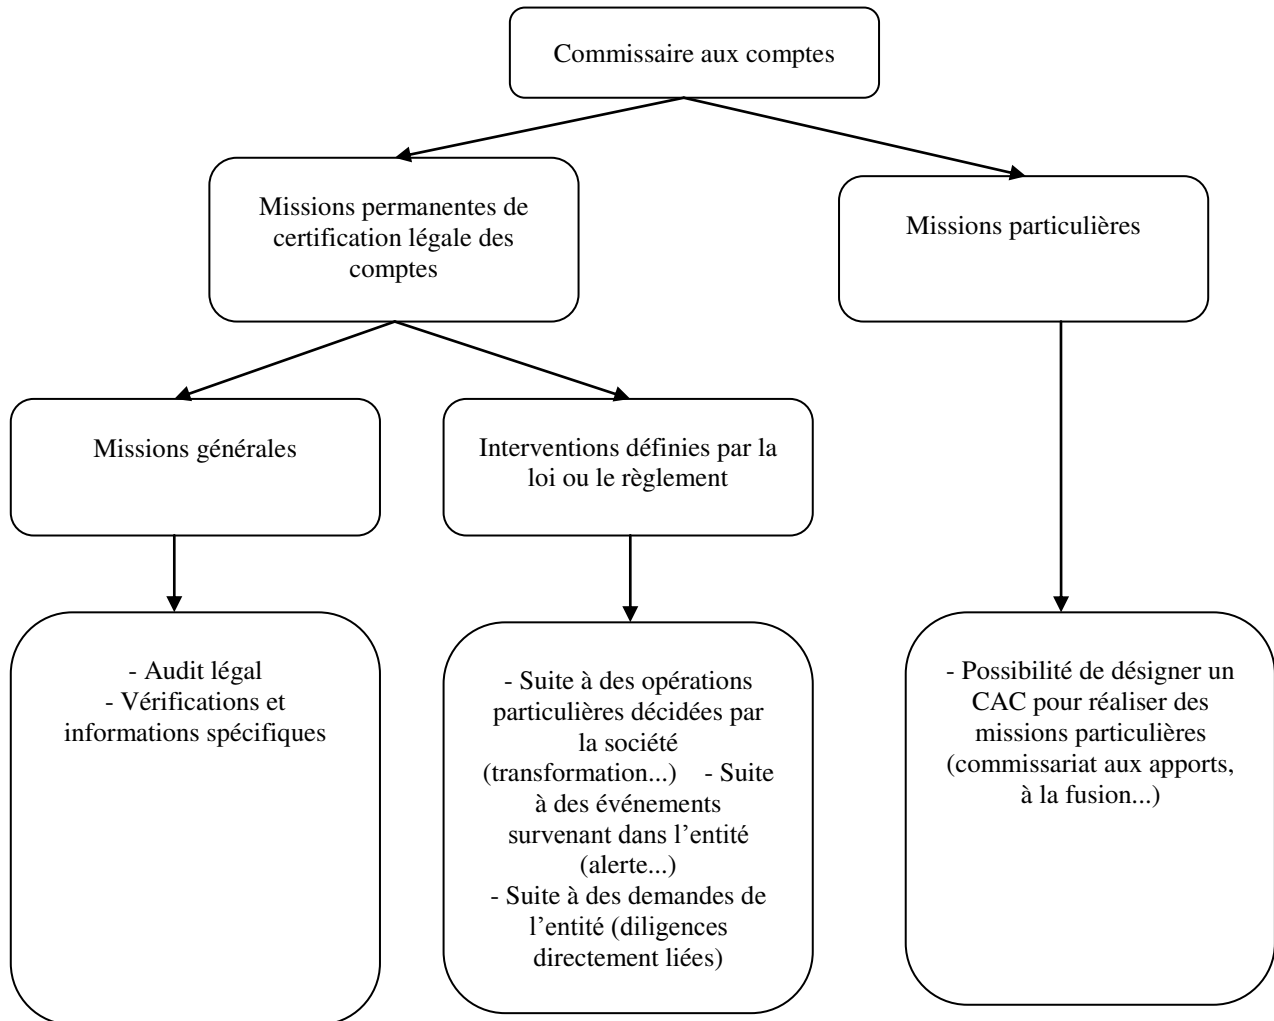 Commissaire aux comptes
Missions permanentes de
certification légale des
comptes
Missions particulières
Missions générales
Interventions définies par la
loi ou le règlement
- Audit légal
- Vérifications et
informations spécifiques
- Suite à des opérations
particulières décidées par
la société
(transformation...) - Suite
à des événements
survenant dans l’entité
(alerte...)
- Suite à des demandes de
l’entité (diligences
directement liées)
- Possibilité de désigner un
CAC pour réaliser des
missions particulières
(commissariat aux apports,
à la fusion...)